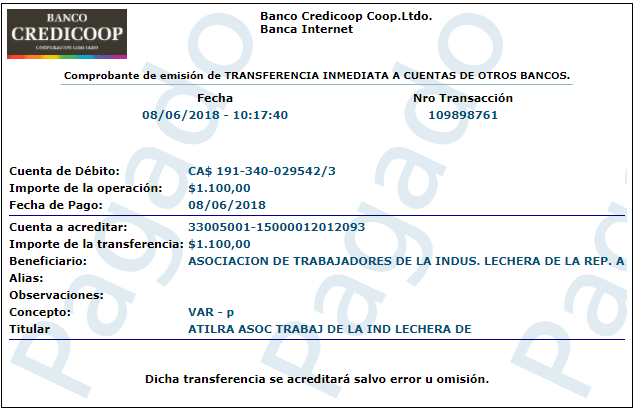 BANCO
CREDICOOP
COOPERATIVO LIMITADO
Banco Credicoop Coop.Ltdo.
Banca Internet
Comprobante de emisión de TRANSFERENCIA INMEDIATA A CUENTAS DE OTROS BANCOS.
Fecha Nro Transacción
08/06/2018 - 10:17:40 109898761
Cuenta de Débito: CA$ 191-340-029542/3
Importe de la operación: $1.100,00
Fecha de Pago: 08/06/2018
Cuenta a acreditar: 33005001-15000012012093
Importe de la transferencia: $1.100,00
Beneficiario: ASOCIACION DE TRABAJADORES DE LA INDUS. LECHERA DE LA REP. A
Alias:
Observaciones:
Concepto: VAR - p
Titular ATILRA ASOC TRABAJ DE LA IND LECHERA DE
Dicha transferencia se acreditará salvo error u omisión.
Pagado
Pagado
Pagado